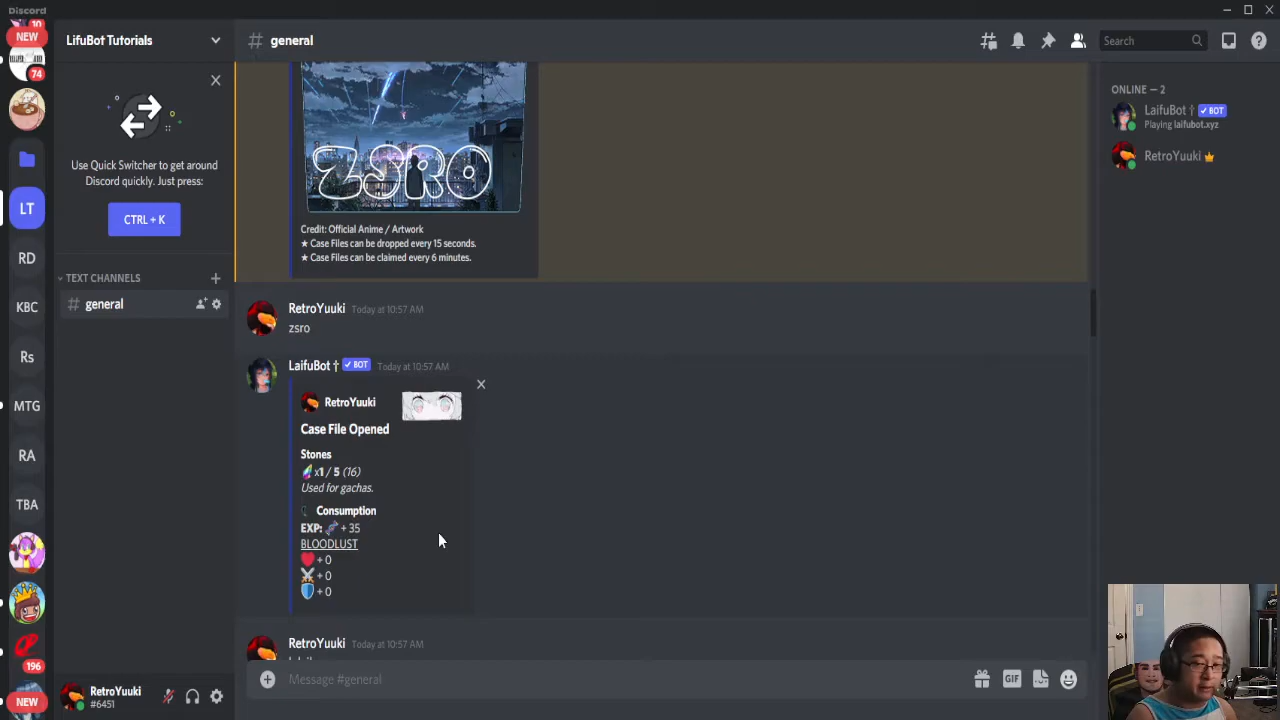 Discord
10
NEW
74
LT
RD
KBC
Rs
MTG
RA
TBA
196
NEW
LifuBot Tutorials
Use Quick Switcher to get around
Discord quickly. Just press:
CTRL + K
TEXT CHANNELS
# general
RetroYuuki
#6451
# general
Search
ZSRO
Credit: Official Anime / Artwork
★ Case Files can be dropped every 15 seconds.
★ Case Files can be claimed every 6 minutes.
RetroYuuki Today at 10:57 AM
zsro
LaifuBot † ✔ BOT Today at 10:57 AM
RetroYuuki
Case File Opened
Stones
x1 / 5 (16)
Used for gachas.
Consumption
EXP: + 35
BLOODLUST
+ 0
+ 0
+ 0
RetroYuuki Today at 10:57 AM
Message #general
GIF
ONLINE — 2
LaifuBot † ✔ BOT
Playing laifubot.xyz
RetroYuuki